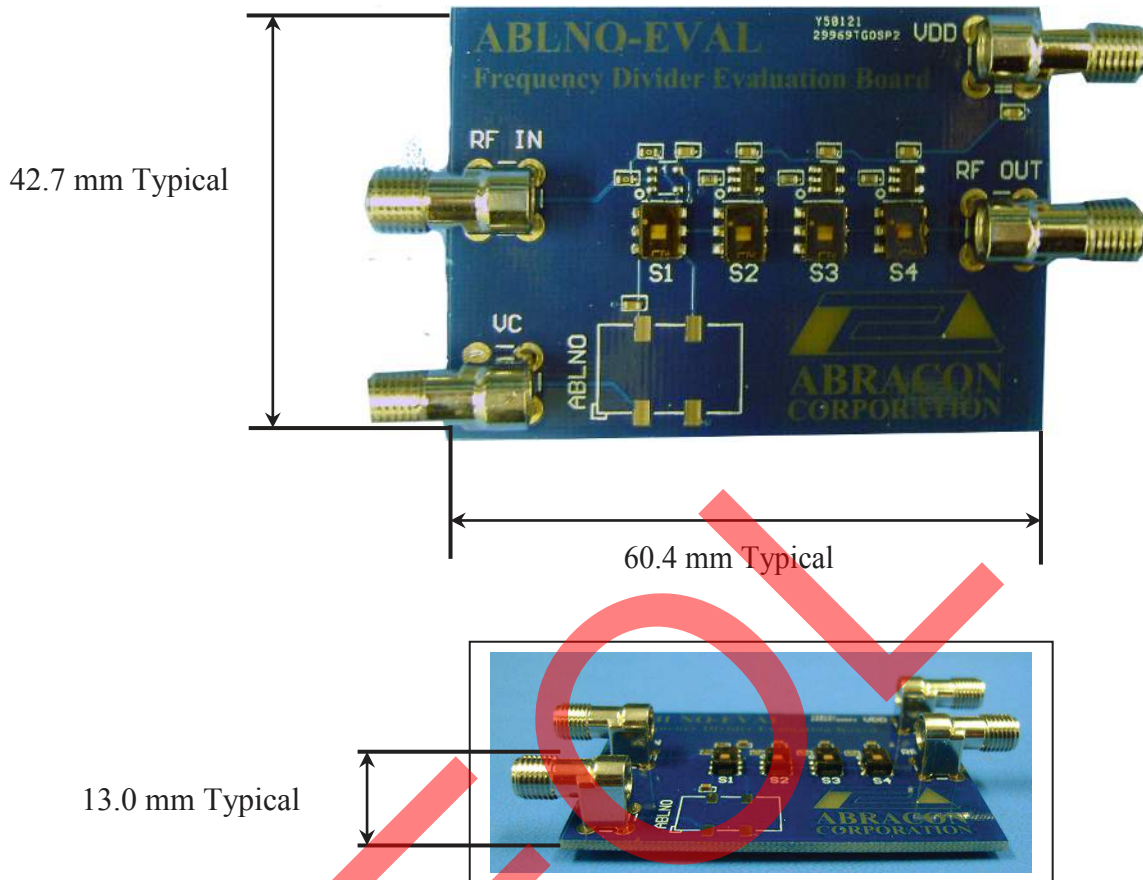 42.7 mm Typical
ABLNO-EVAL
Frequency Divider Evaluation Board
Y50121
29969TGOSP2
VDD
RF IN
RF OUT
S1 S2 S3 S4
VC
ABLNO
ABRACON
CORPORATION
60.4 mm Typical
13.0 mm Typical
VDD
S1 S2 S3 S4
ABLNO
ABRACON
CORPORATION